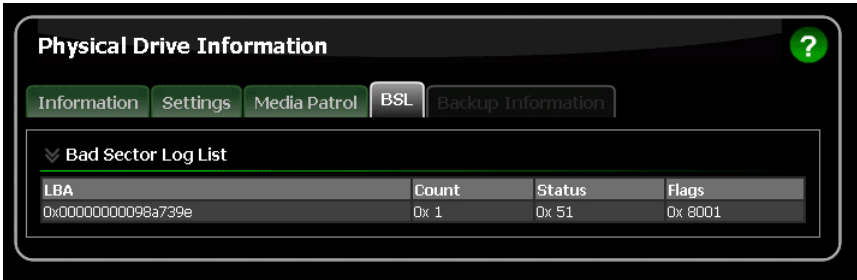 Physical Drive Information
?
Information Settings Media Patrol BSL Backup Information
Bad Sector Log List
LBA Count Status Flags
0x00000000098a739e 0x 1 0x 51 0x 8001